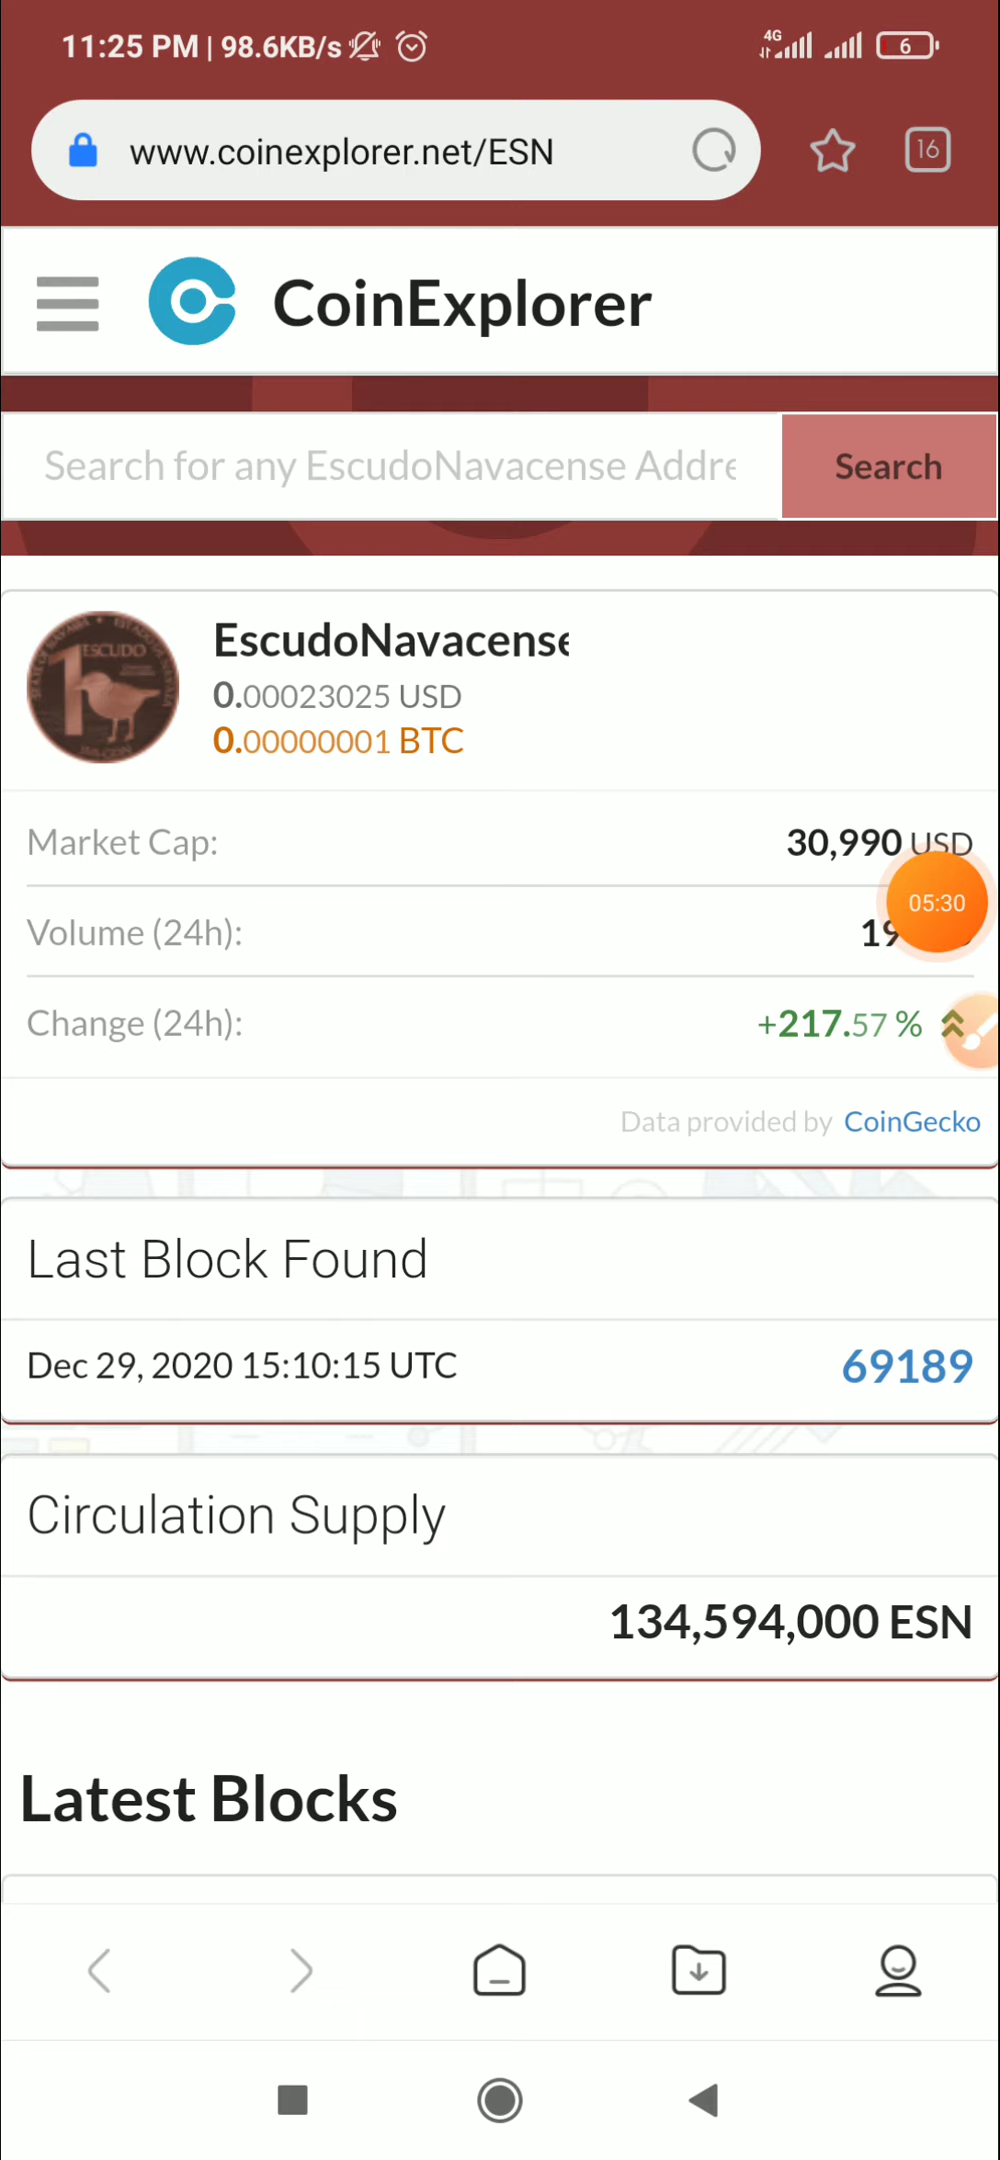 11:25 PM | 98.6KB/s
4G
6
www.coinexplorer.net/ESN
16
CoinExplorer
Search for any EscudoNavacense Addre
Search
ESCUDO
EscudoNavacense
0.00023025 USD
0.00000001 BTC
Market Cap: 30,990 USD
05:30
Volume (24h):
Change (24h): +217.57 %
Data provided by CoinGecko
Last Block Found
Dec 29, 2020 15:10:15 UTC 69189
Circulation Supply
134,594,000 ESN
Latest Blocks